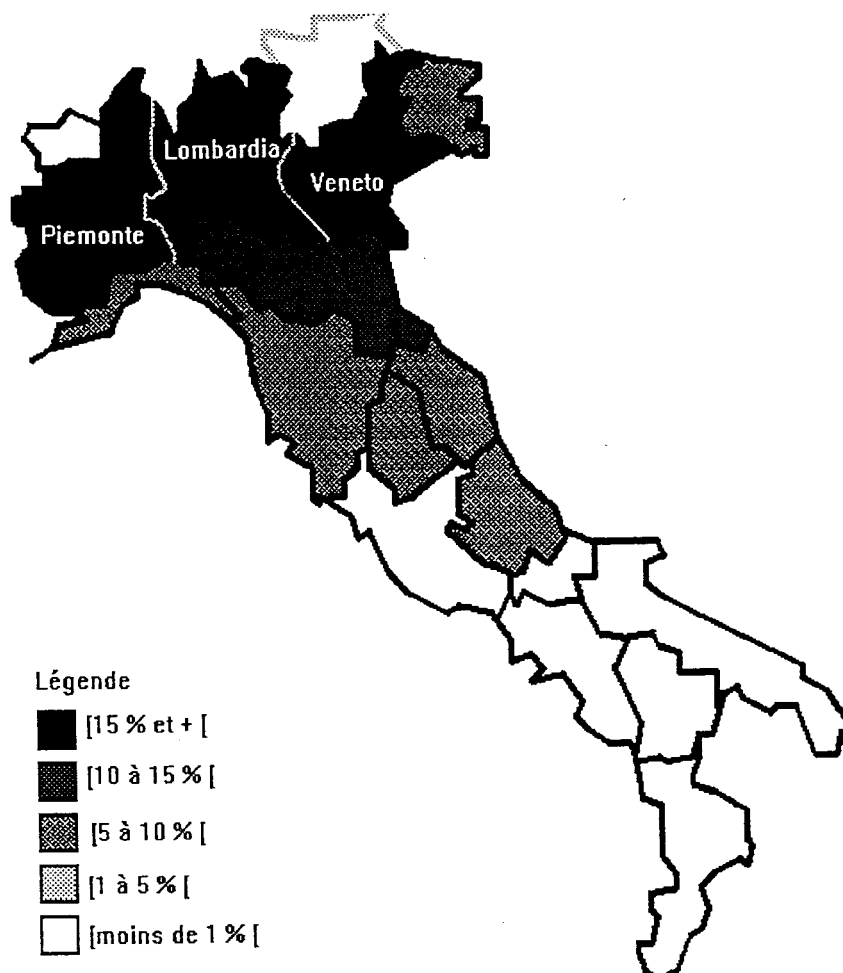 Lombardia
Veneto
Piemonte
Légende
[15 % et + [
[10 à 15 % [
[5 à 10 % [
[1 à 5 % [
[moins de 1 % [